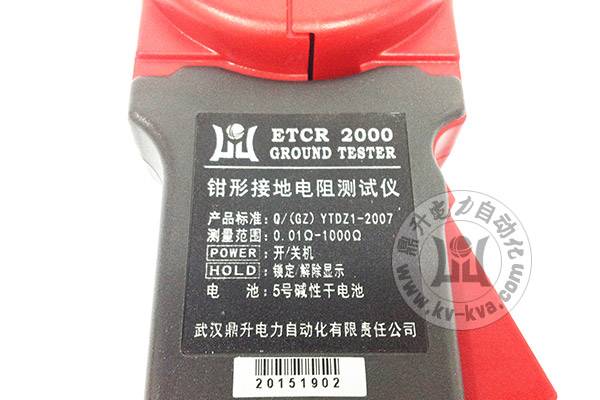 ETCR 2000
GROUND TESTER
钳形接地电阻测试仪
产品标准: Q/(GZ) YTDZ1-2007
测量范围: 0.01Ω-1000Ω
POWER: 开/关机
HOLD: 锁定/解除显示
电 池: 5号碱性干电池
武汉鼎升电力自动化有限责任公司
20151902
鼎升电力自动化
www.kv-kva.com